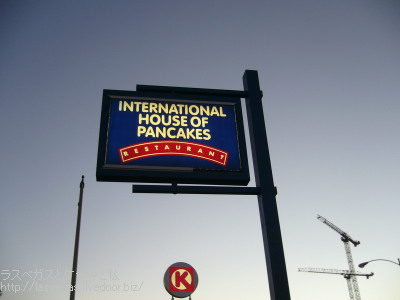 INTERNATIONAL
HOUSE OF
PANCAKES
RESTAURANT
K